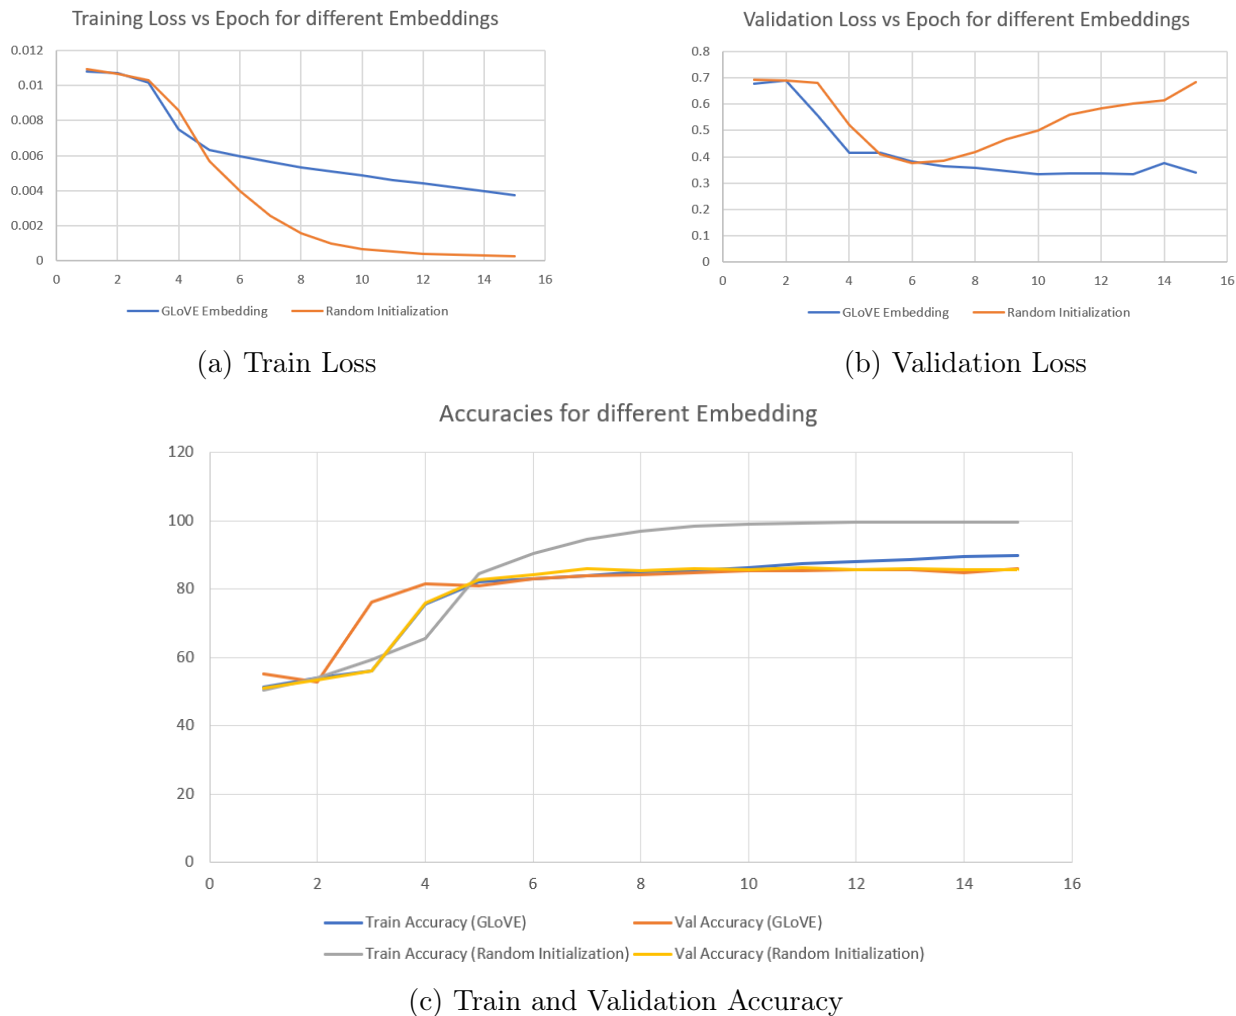 Training Loss vs Epoch for different Embeddings
0.012
0.01
0.008
0.006
0.004
0.002
0
0 2 4 6 8 10 12 14 16
GLoVE Embedding Random Initialization
(a) Train Loss
Validation Loss vs Epoch for different Embeddings
0.8
0.7
0.6
0.5
0.4
0.3
0.2
0.1
0
0 2 4 6 8 10 12 14 16
GLoVE Embedding Random Initialization
(b) Validation Loss
Accuracies for different Embedding
120
100
80
60
40
20
0
0 2 4 6 8 10 12 14 16
Train Accuracy (GLoVE) Val Accuracy (GLoVE)
Train Accuracy (Random Initialization) Val Accuracy (Random Initialization)
(c) Train and Validation Accuracy